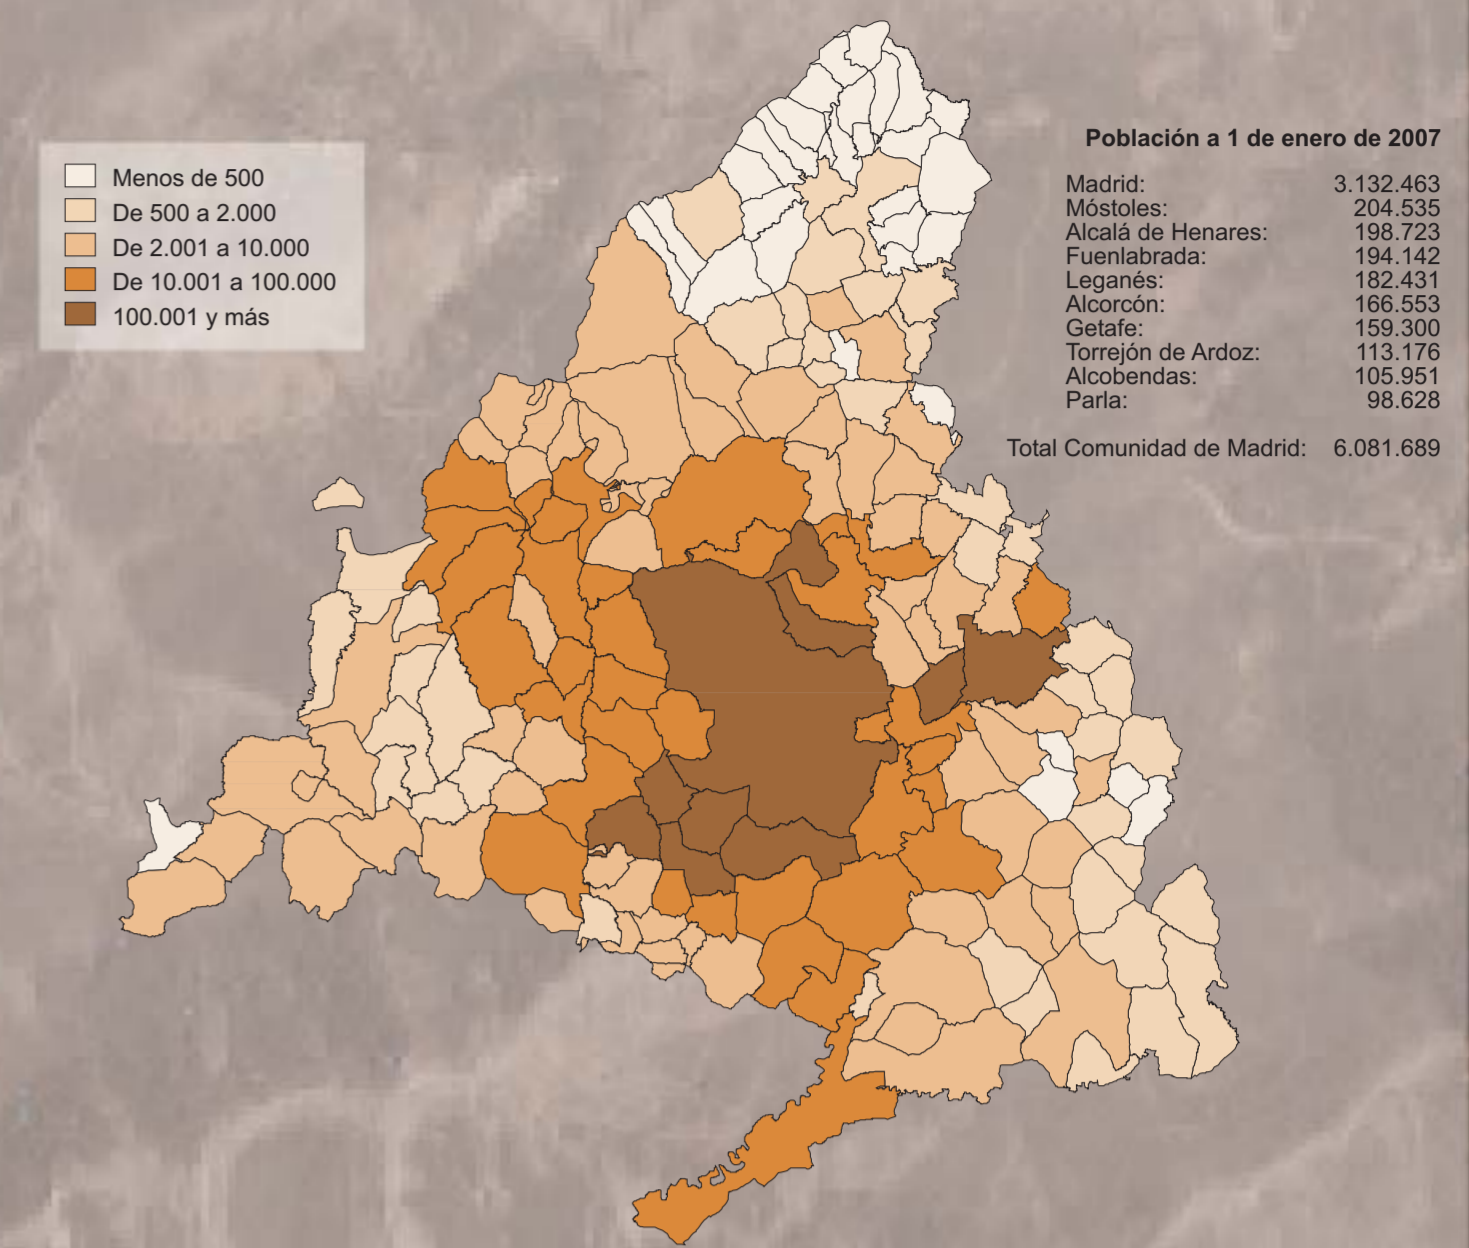 Menos de 500
De 500 a 2.000
De 2.001 a 10.000
De 10.001 a 100.000
100.001 y más
Población a 1 de enero de 2007
Madrid: 3.132.463
Móstoles: 204.535
Alcalá de Henares: 198.723
Fuenlabrada: 194.142
Leganés: 182.431
Alcorcón: 166.553
Getafe: 159.300
Torrejón de Ardoz: 113.176
Alcobendas: 105.951
Parla: 98.628
Total Comunidad de Madrid: 6.081.689